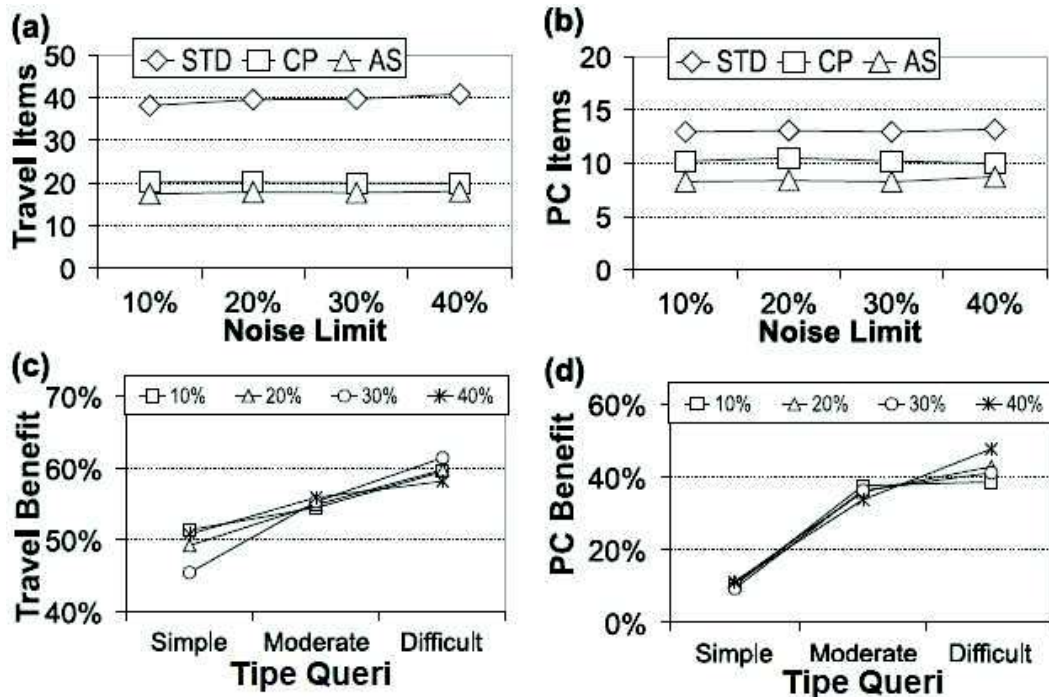 (a)
STD CP AS
50
40
30
20
10
0
Travel Items
10% 20% 30% 40%
Noise Limit
(b)
STD CP AS
20
15
10
5
0
PC Items
10% 20% 30% 40%
Noise Limit
(c)
10% 20% 30% 40%
70%
60%
50%
40%
Travel Benefit
Simple Moderate Difficult
Tipe Queri
(d)
10% 20% 30% 40%
60%
40%
20%
0%
PC Benefit
Simple Moderate Difficult
Tipe Queri